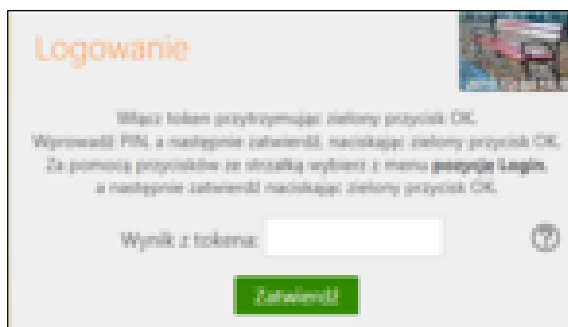 Logowanie
Włącz token przytrzymując zielony przycisk OK.
Wprowadź PIN, a następnie zatwierdź, naciskając zielony przycisk OK.
Za pomocą przycisków ze strzałką wybierz z menu pozycję Login,
a następnie zatwierdź naciskając zielony przycisk OK.
Wynik z tokena:
Zatwierdź